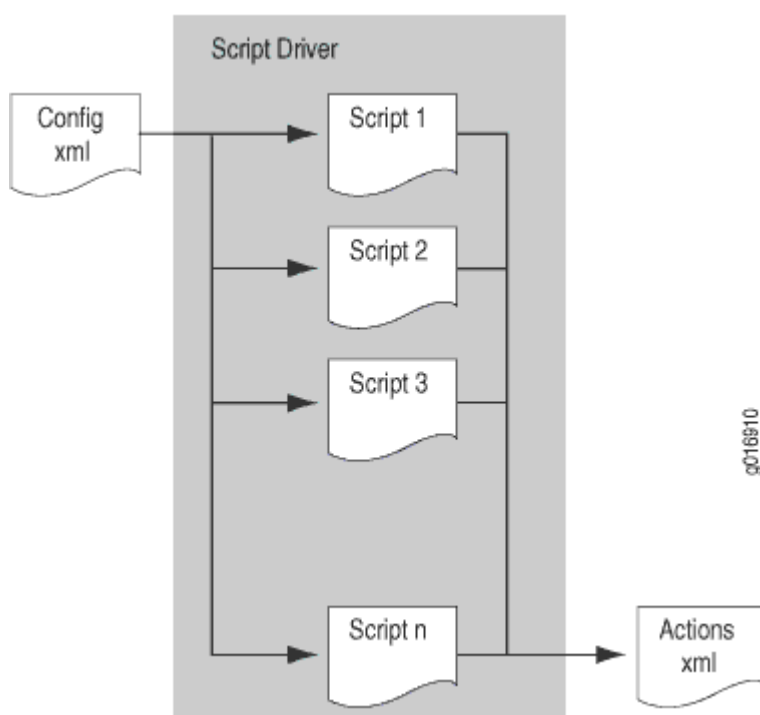 Script Driver
Config
xml
Script 1
Script 2
Script 3
Script n
Actions
xml
g016910